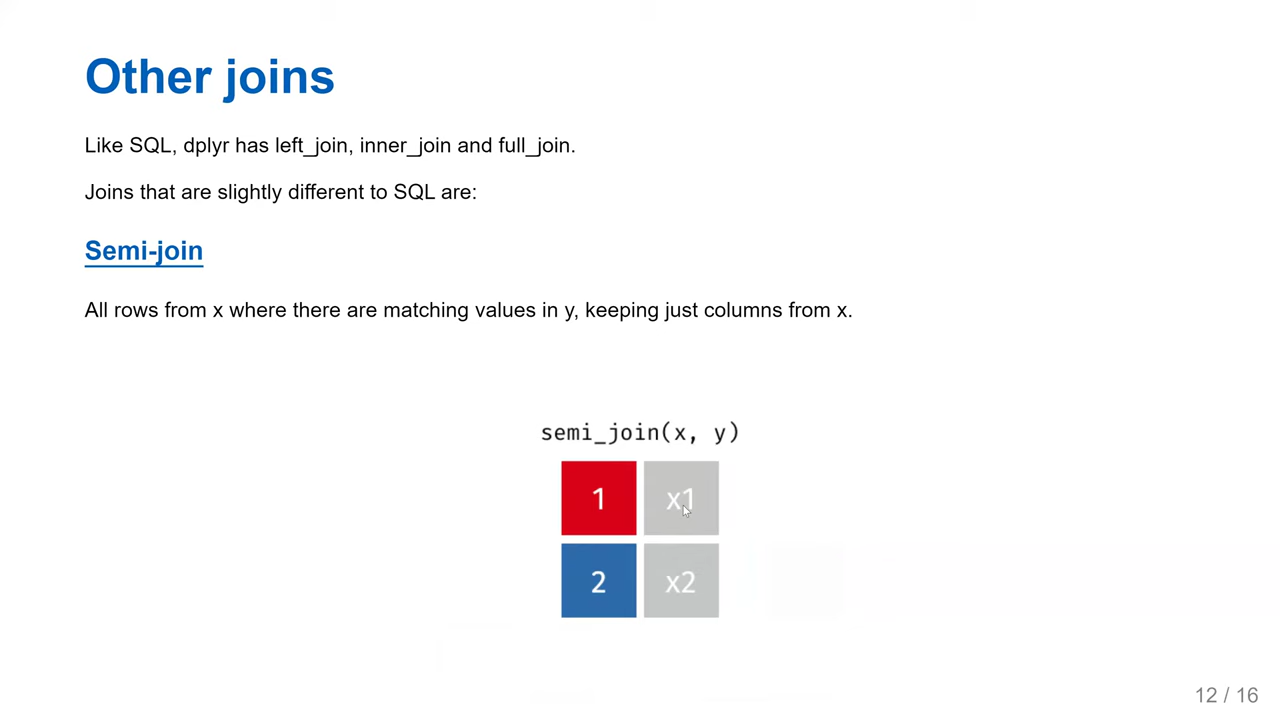 Other joins
Like SQL, dplyr has left_join, inner_join and full_join.
Joins that are slightly different to SQL are:
Semi-join
All rows from x where there are matching values in y, keeping just columns from x.
semi_join(x, y)
1 x1
2 x2
12 / 16